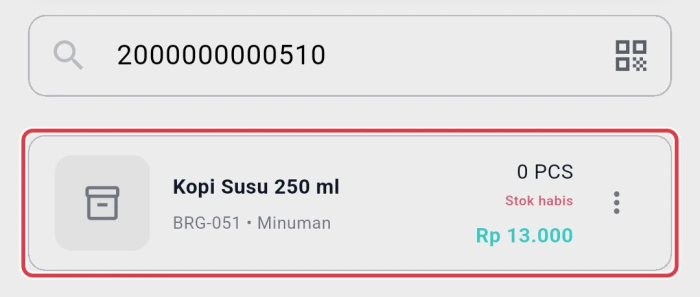 2000000000510
Kopi Susu 250 ml
BRG-051 • Minuman
0 PCS
Stok habis
Rp 13.000